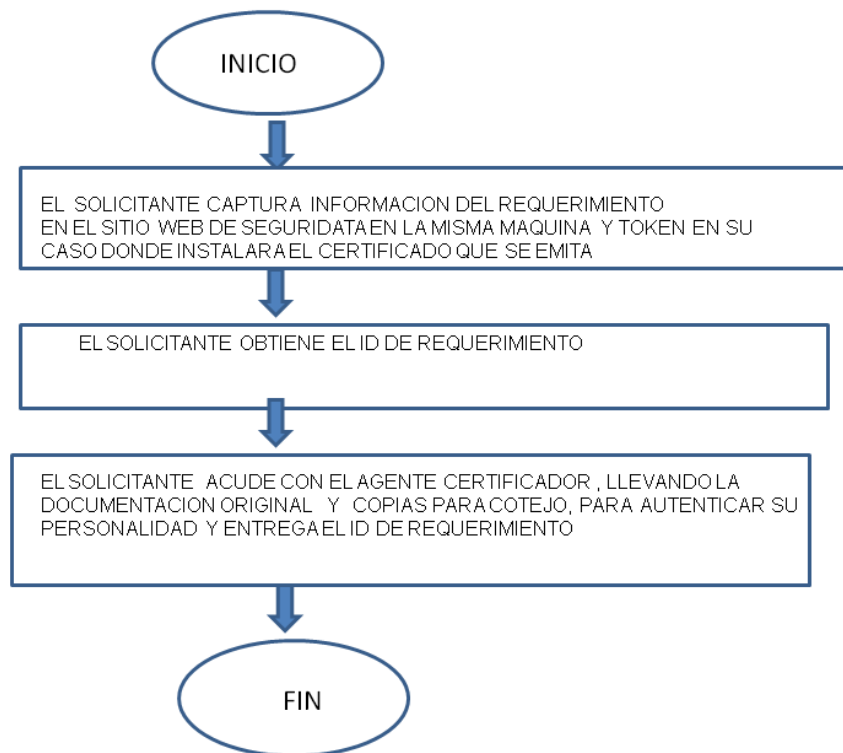 INICIO
EL SOLICITANTE CAPTURA INFORMACION DEL REQUERIMIENTO
EN EL SITIO WEB DE SEGURIDATA EN LA MISMA MAQUINA Y TOKEN EN SU
CASO DONDE INSTALARA EL CERTIFICADO QUE SE EMITA
EL SOLICITANTE OBTIENE EL ID DE REQUERIMIENTO
EL SOLICITANTE ACUDE CON EL AGENTE CERTIFICADOR , LLEVANDO LA
DOCUMENTACION ORIGINAL Y COPIAS PARA COTEJO, PARA AUTENTICAR SU
PERSONALIDAD Y ENTREGA EL ID DE REQUERIMIENTO
FIN